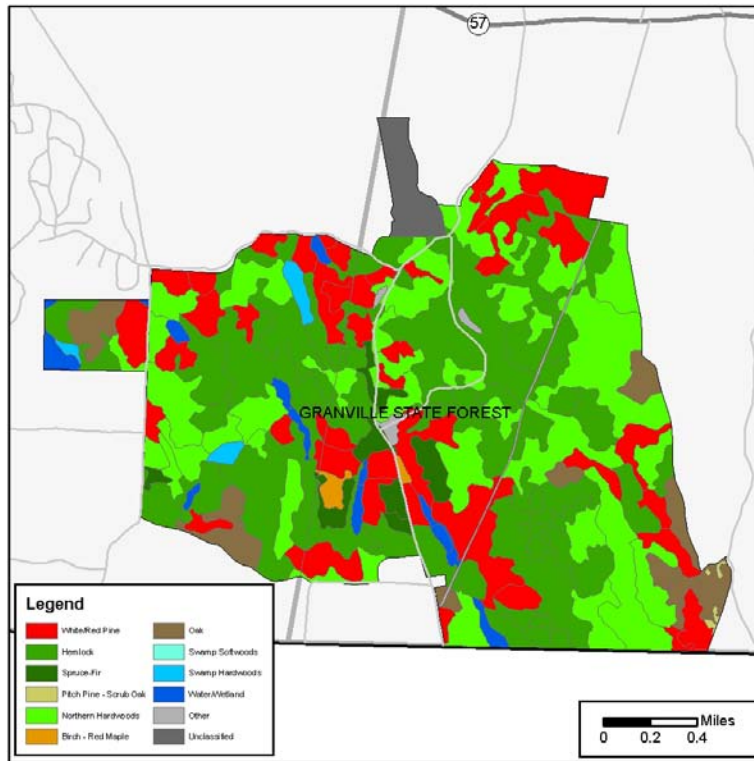 57
GRANVILLE STATE FOREST
Legend
White/Red Pine
Hemlock
Spruce-Fir
Pitch Pine - Scrub Oak
Northern Hardwoods
Birch - Red Maple
Oak
Swamp Softwoods
Swamp Hardwoods
Water/Wetland
Other
Unclassified
Miles
0 0.2 0.4